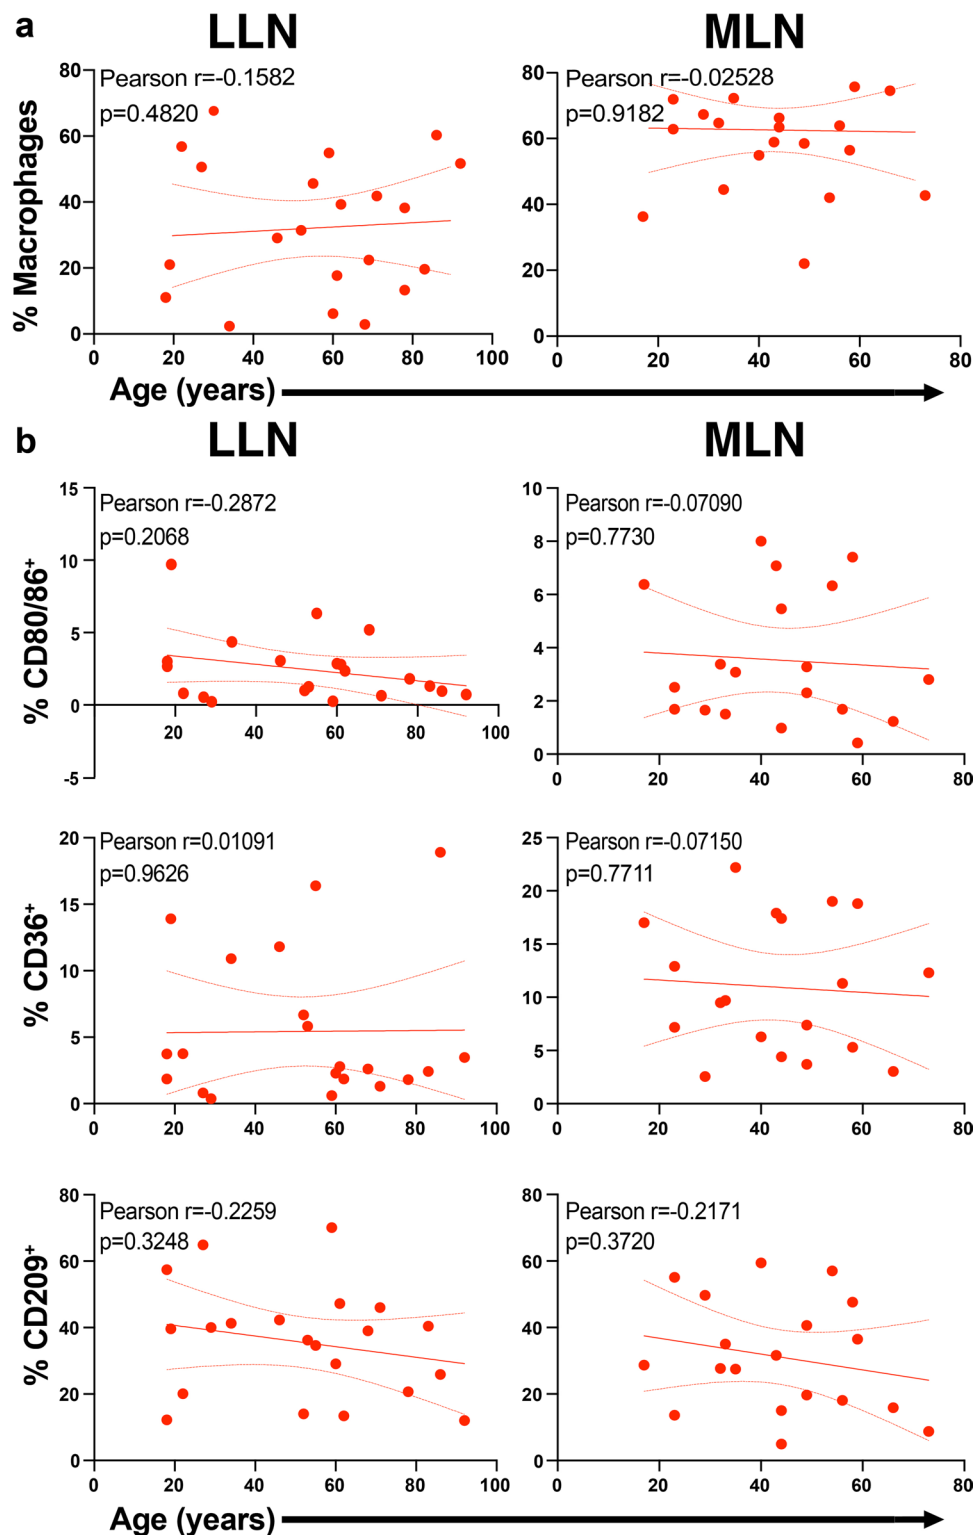 a
LLN
MLN
Pearson r=-0.1582
p=0.4820
Pearson r=-0.02528
p=0.9182
% Macrophages
80
60
40
20
0
0 20 40 60 80 100
80
60
40
20
0
0 20 40 60 80
Age (years)
b
LLN
MLN
Pearson r=-0.2872
p=0.2068
Pearson r=-0.07090
p=0.7730
% CD80/86+
15
10
5
0
-5
20 40 60 80 100
10
8
6
4
2
0
0 20 40 60 80
Pearson r=0.01091
p=0.9626
Pearson r=-0.07150
p=0.7711
% CD36+
20
15
10
5
0
0 20 40 60 80 100
25
20
15
10
5
0
0 20 40 60 80
Pearson r=-0.2259
p=0.3248
Pearson r=-0.2171
p=0.3720
% CD209+
80
60
40
20
0
0 20 40 60 80 100
80
60
40
20
0
0 20 40 60 80
Age (years)